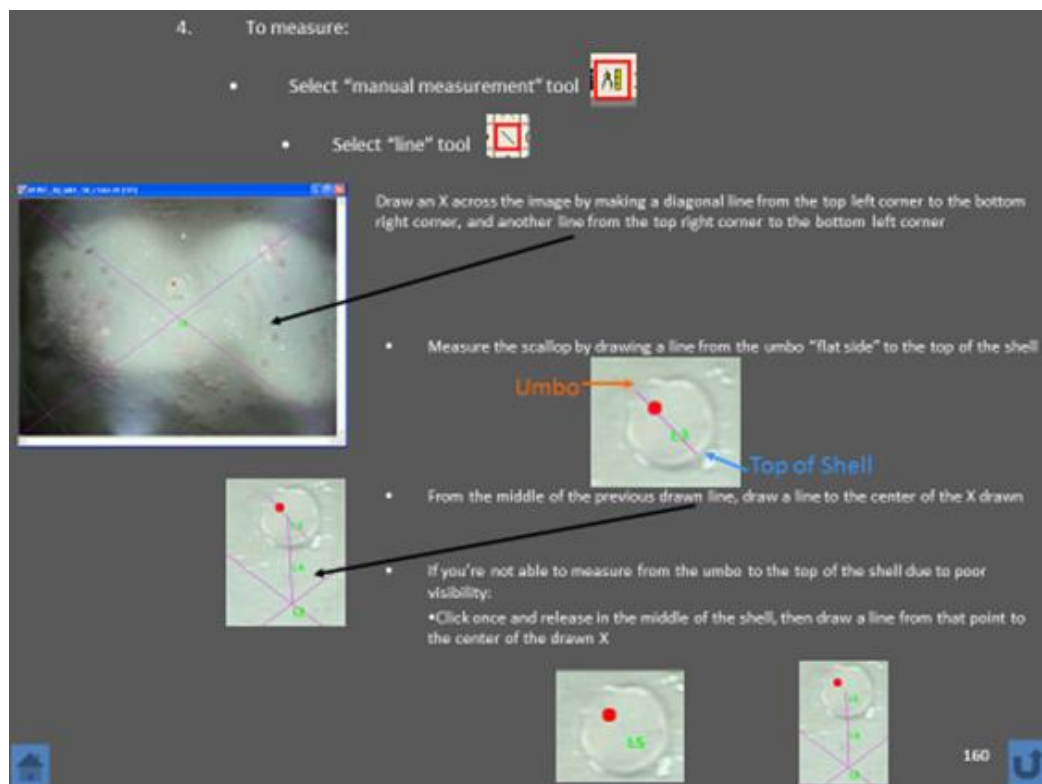 4. To measure:
• Select “manual measurement” tool
• Select “line” tool
Draw an X across the image by making a diagonal line from the top left corner to the bottom
right corner, and another line from the top right corner to the bottom left corner
• Measure the scallop by drawing a line from the umbo “flat side” to the top of the shell
Umbo
Top of Shell
• From the middle of the previous drawn line, draw a line to the center of the X drawn
• If you’re not able to measure from the umbo to the top of the shell due to poor
visibility:
•Click once and release in the middle of the shell, then draw a line from that point to
the center of the drawn X
L5
160